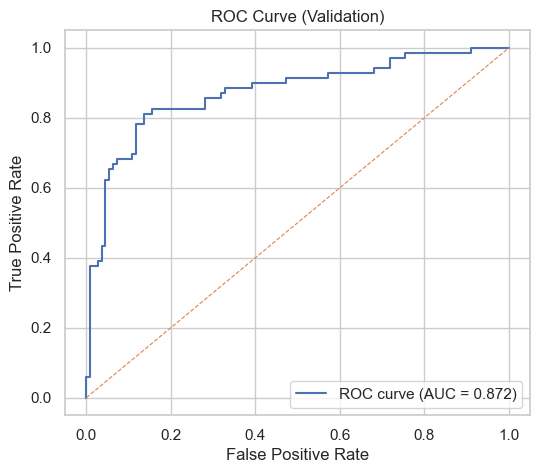 ROC Curve (Validation)
True Positive Rate
1.0
0.8
0.6
0.4
0.2
0.0
ROC curve (AUC = 0.872)
0.0 0.2 0.4 0.6 0.8 1.0
False Positive Rate